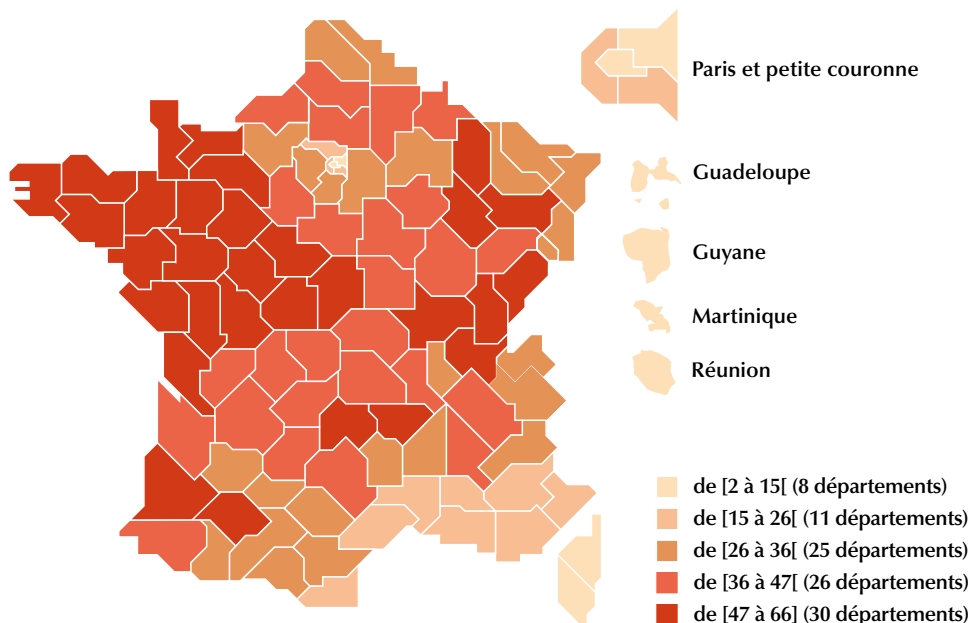 Paris et petite couronne
Guadeloupe
Guyane
Martinique
Réunion
de [2 à 15[ (8 départements)
de [15 à 26[ (11 départements)
de [26 à 36[ (25 départements)
de [36 à 47[ (26 départements)
de [47 à 66] (30 départements)